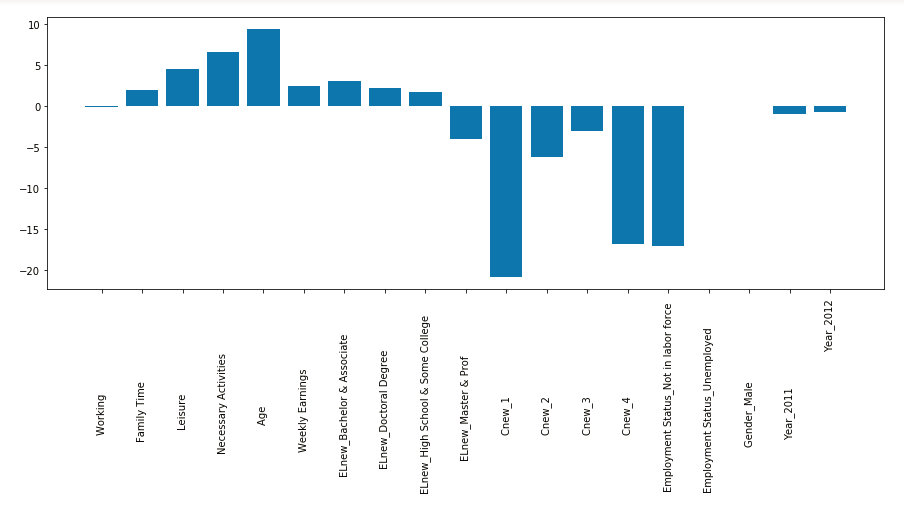 10
5
0
−5
−10
−15
−20
Working
Family Time
Leisure
Necessary Activities
Age
Weekly Earnings
ELnew_Bachelor & Associate
ELnew_Doctoral Degree
ELnew_High School & Some College
ELnew_Master & Prof
Cnew_1
Cnew_2
Cnew_3
Cnew_4
Employment Status_Not in labor force
Employment Status_Unemployed
Gender_Male
Year_2011
Year_2012